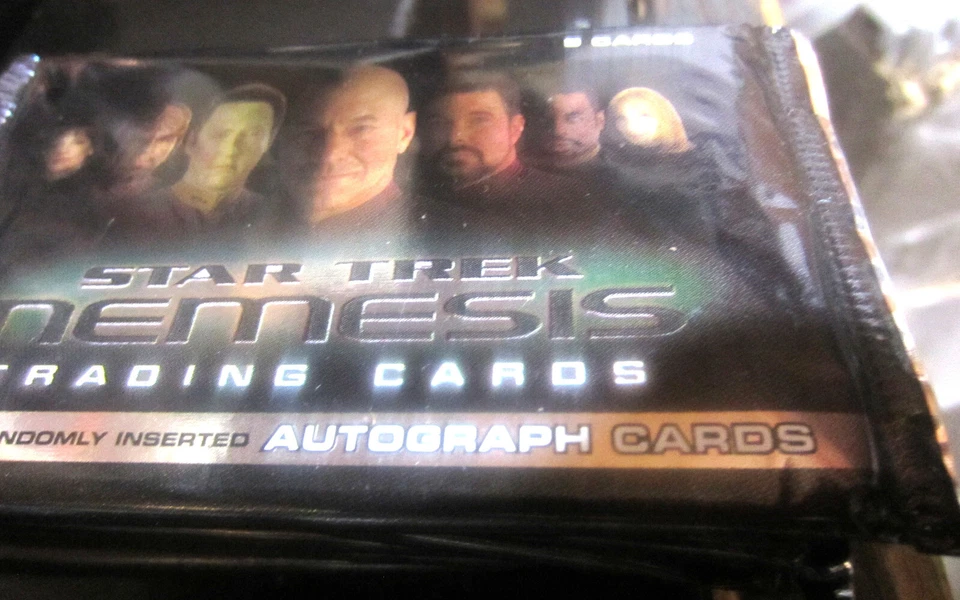 CARDS
STAR TREK
NEMESIS
TRADING CARDS
NDOMLY INSERTED AUTOGRAPH CARDS